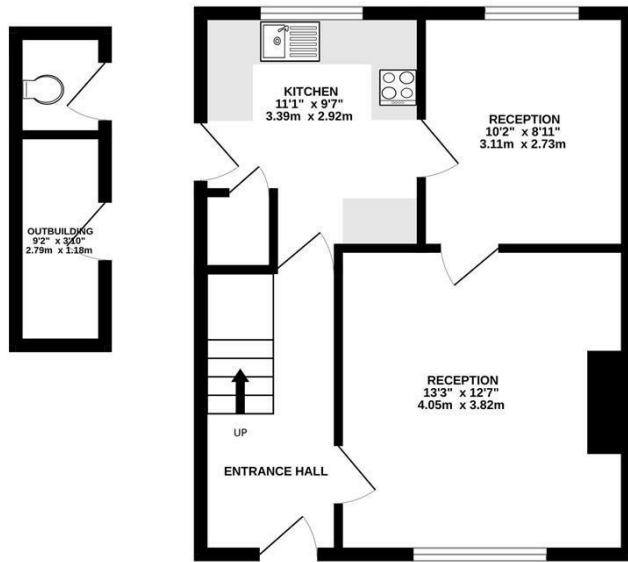 KITCHEN
11'1" x 9'7"
3.39m x 2.92m
RECEPTION
10'2" x 8'11"
3.11m x 2.73m
OUTBUILDING
9'2" x 3'10"
2.79m x 1.18m
RECEPTION
13'3" x 12'7"
4.05m x 3.82m
UP
ENTRANCE HALL